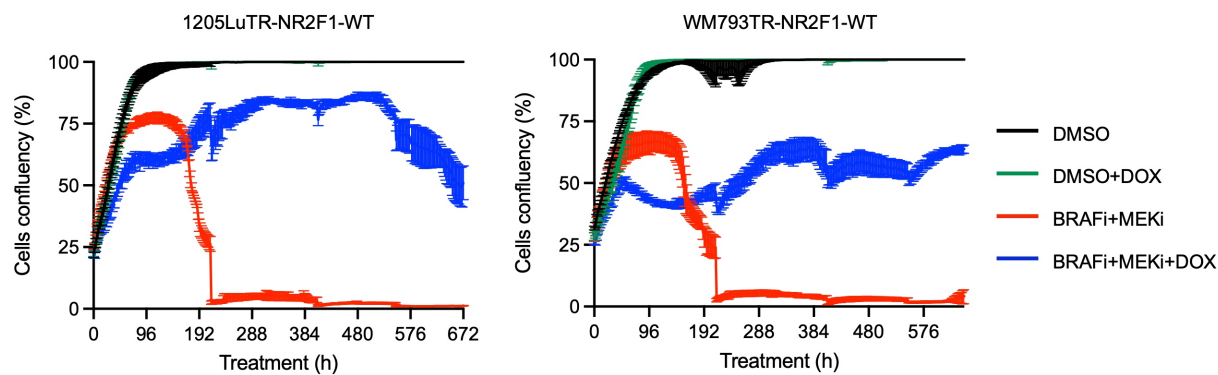 1205LuTR-NR2F1-WT
100
75
50
25
0
Cells confluency (%)
0 96 192 288 384 480 576 672
Treatment (h)
WM793TR-NR2F1-WT
100
75
50
25
0
Cells confluency (%)
0 96 192 288 384 480 576
Treatment (h)
DMSO
DMSO+DOX
BRAFi+MEKi
BRAFi+MEKi+DOX